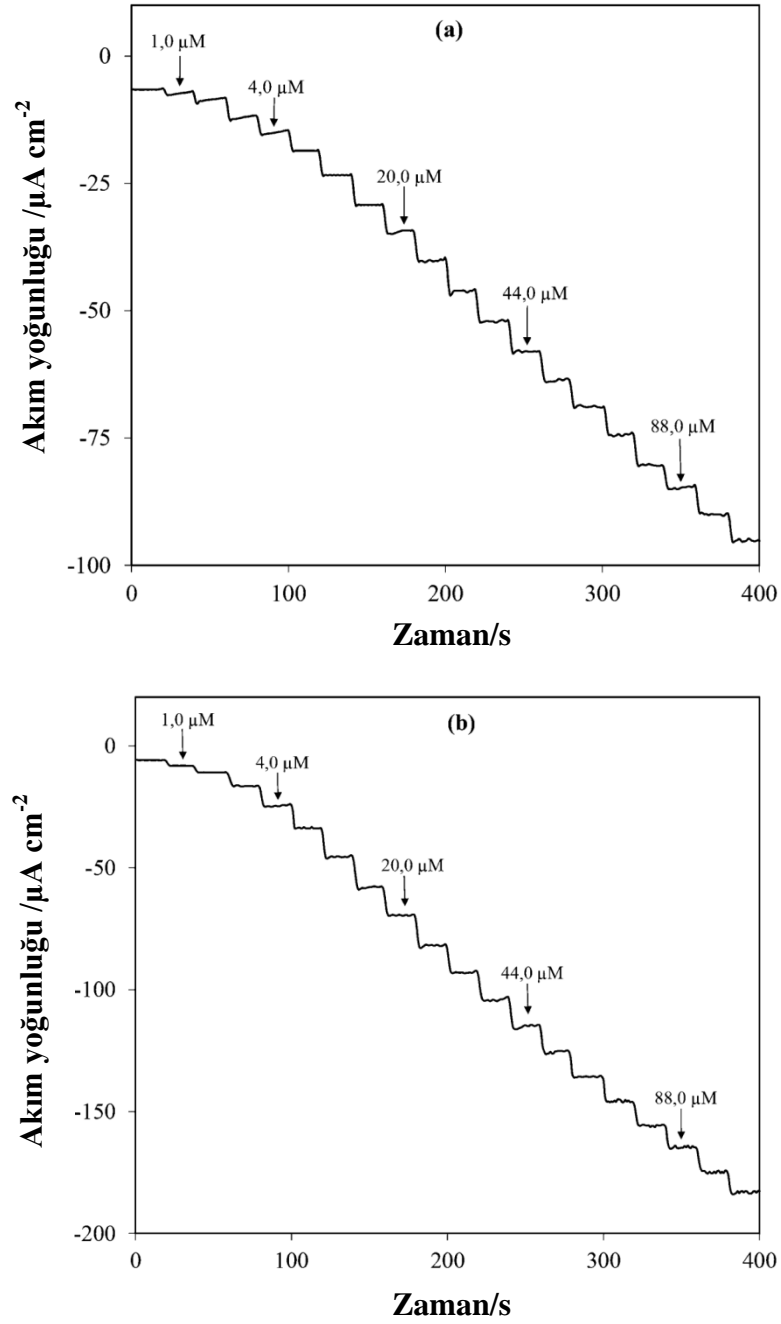 (a)
1,0 µM
4,0 µM
20,0 µM
44,0 µM
88,0 µM
0
-25
-50
-75
-100
0 100 200 300 400
Akım yoğunluğu /µA cm-2
Zaman/s
(b)
1,0 µM
4,0 µM
20,0 µM
44,0 µM
88,0 µM
0
-50
-100
-150
-200
0 100 200 300 400
Akım yoğunluğu /µA cm-2
Zaman/s